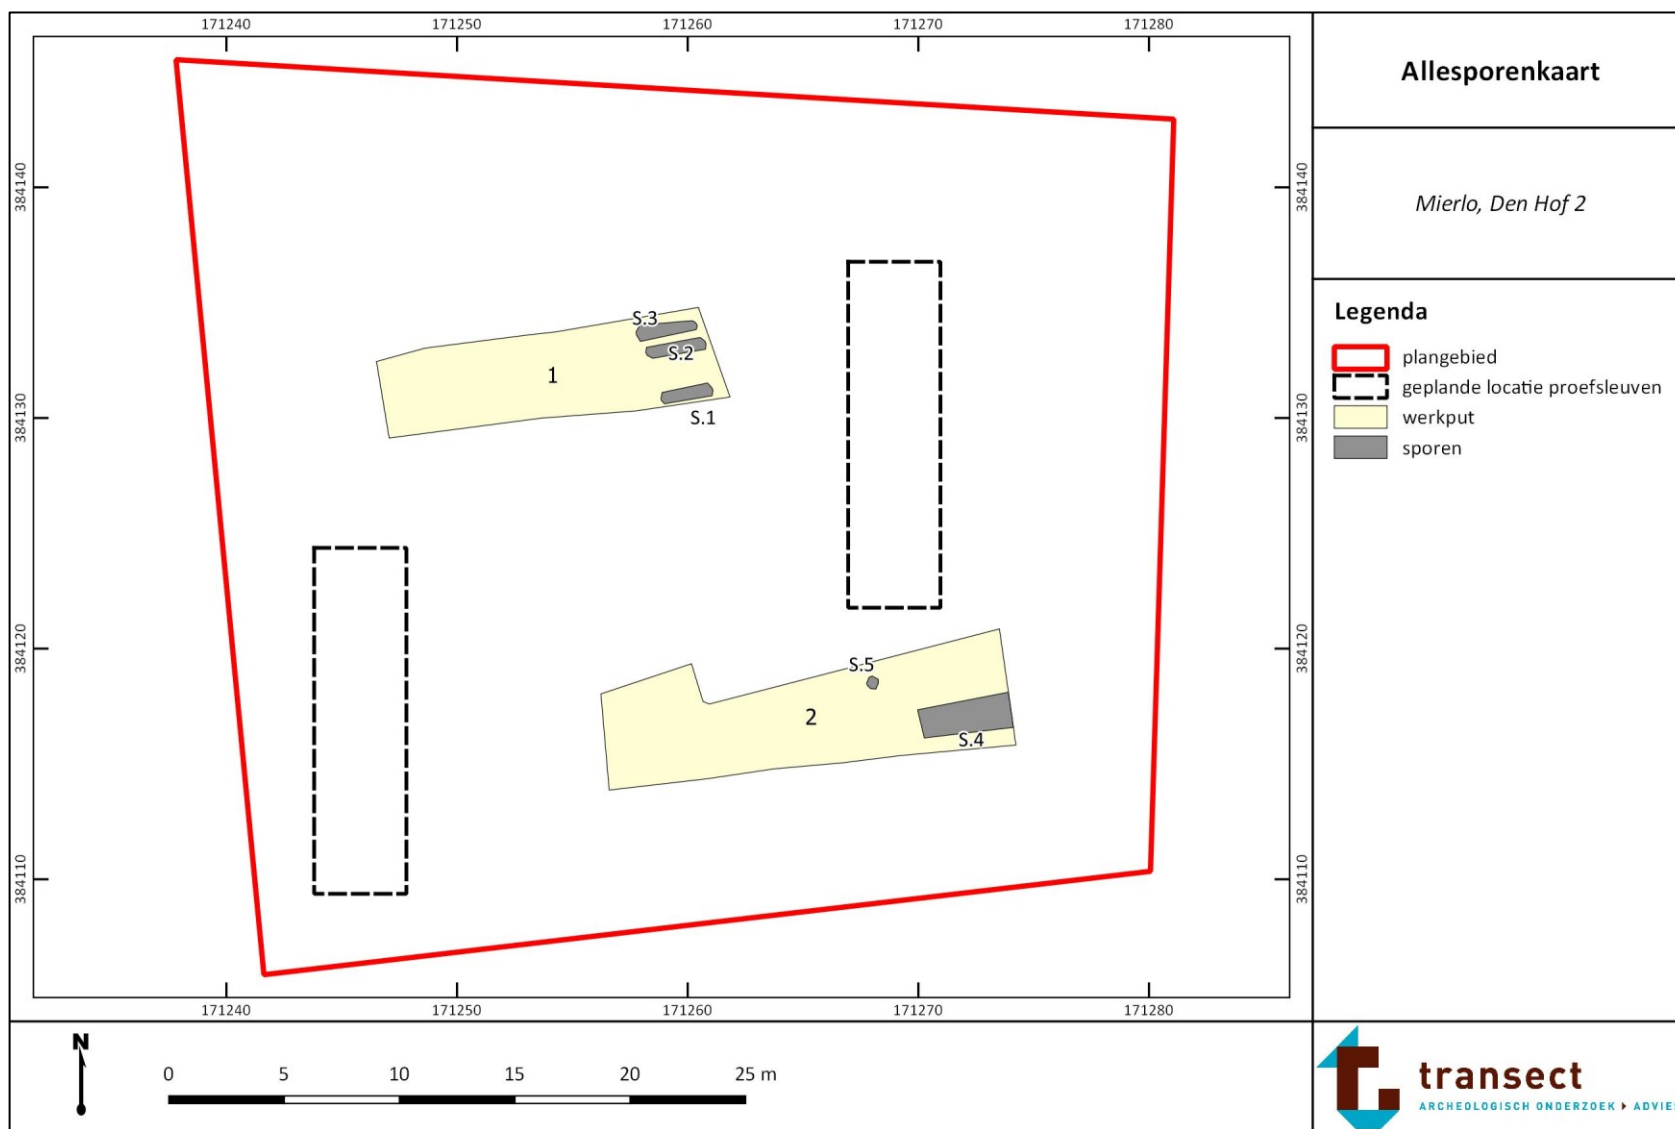 171240 171250 171260 171270 171280
Allesporenkaart
Mierlo, Den Hof 2
384140 384140
384130 384130
384120 384120
384110 384110
S.3
S.2
1
S.1
S.5
2
S.4
171240 171250 171260 171270 171280
Legenda
plangebied
geplande locatie proefsleuven
werkput
sporen
N
0 5 10 15 20 25 m
transect
ARCHEOLOGISCH ONDERZOEK ADVIES